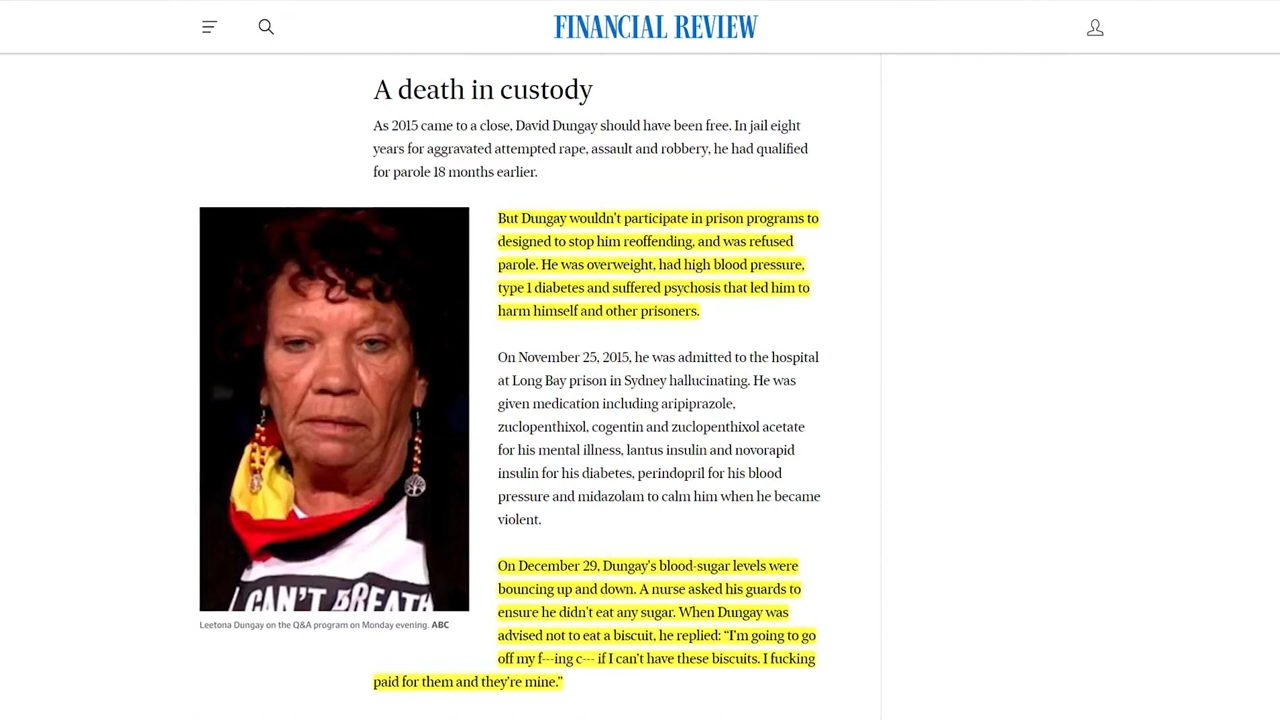 FINANCIAL REVIEW
A death in custody
As 2015 came to a close, David Dungay should have been free. In jail eight
years for aggravated attempted rape, assault and robbery, he had qualified
for parole 18 months earlier.
But Dungay wouldn't participate in prison programs to
designed to stop him reoffending, and was refused
parole. He was overweight, had high blood pressure,
type 1 diabetes and suffered psychosis that led him to
harm himself and other prisoners.
On November 25, 2015, he was admitted to the hospital
at Long Bay prison in Sydney hallucinating. He was
given medication including aripiprazole,
zuclopenthixol, cogentin and zuclopenthixol acetate
for his mental illness, lantus insulin and novorapid
insulin for his diabetes, perindopril for his blood
pressure and midazolam to calm him when he became
violent.
I CAN'T BREATH
Leetona Dungay on the Q&A program on Monday evening. ABC
On December 29, Dungay's blood-sugar levels were
bouncing up and down. A nurse asked his guards to
ensure he didn't eat any sugar. When Dungay was
advised not to eat a biscuit, he replied: “I'm going to go
off my f---ing c--- if I can't have these biscuits. I fucking
paid for them and they're mine.”